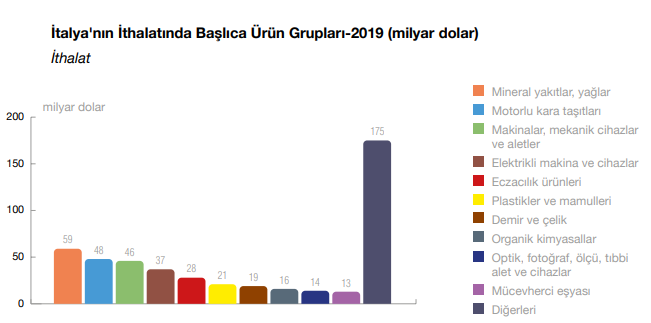 İtalya'nın İthalatında Başlıca Ürün Grupları-2019 (milyar dolar)
İthalat
milyar dolar
200
150
100
50
0
59
48
46
37
28
21
19
16
14
13
175
Mineral yakıtlar, yağlar
Motorlu kara taşıtları
Makinalar, mekanik cihazlar
ve aletler
Elektrikli makina ve cihazlar
Eczacılık ürünleri
Plastikler ve mamulleri
Demir ve çelik
Organik kimyasallar
Optik, fotoğraf, ölçü, tıbbi
alet ve cihazlar
Mücevherci eşyası
Diğerleri